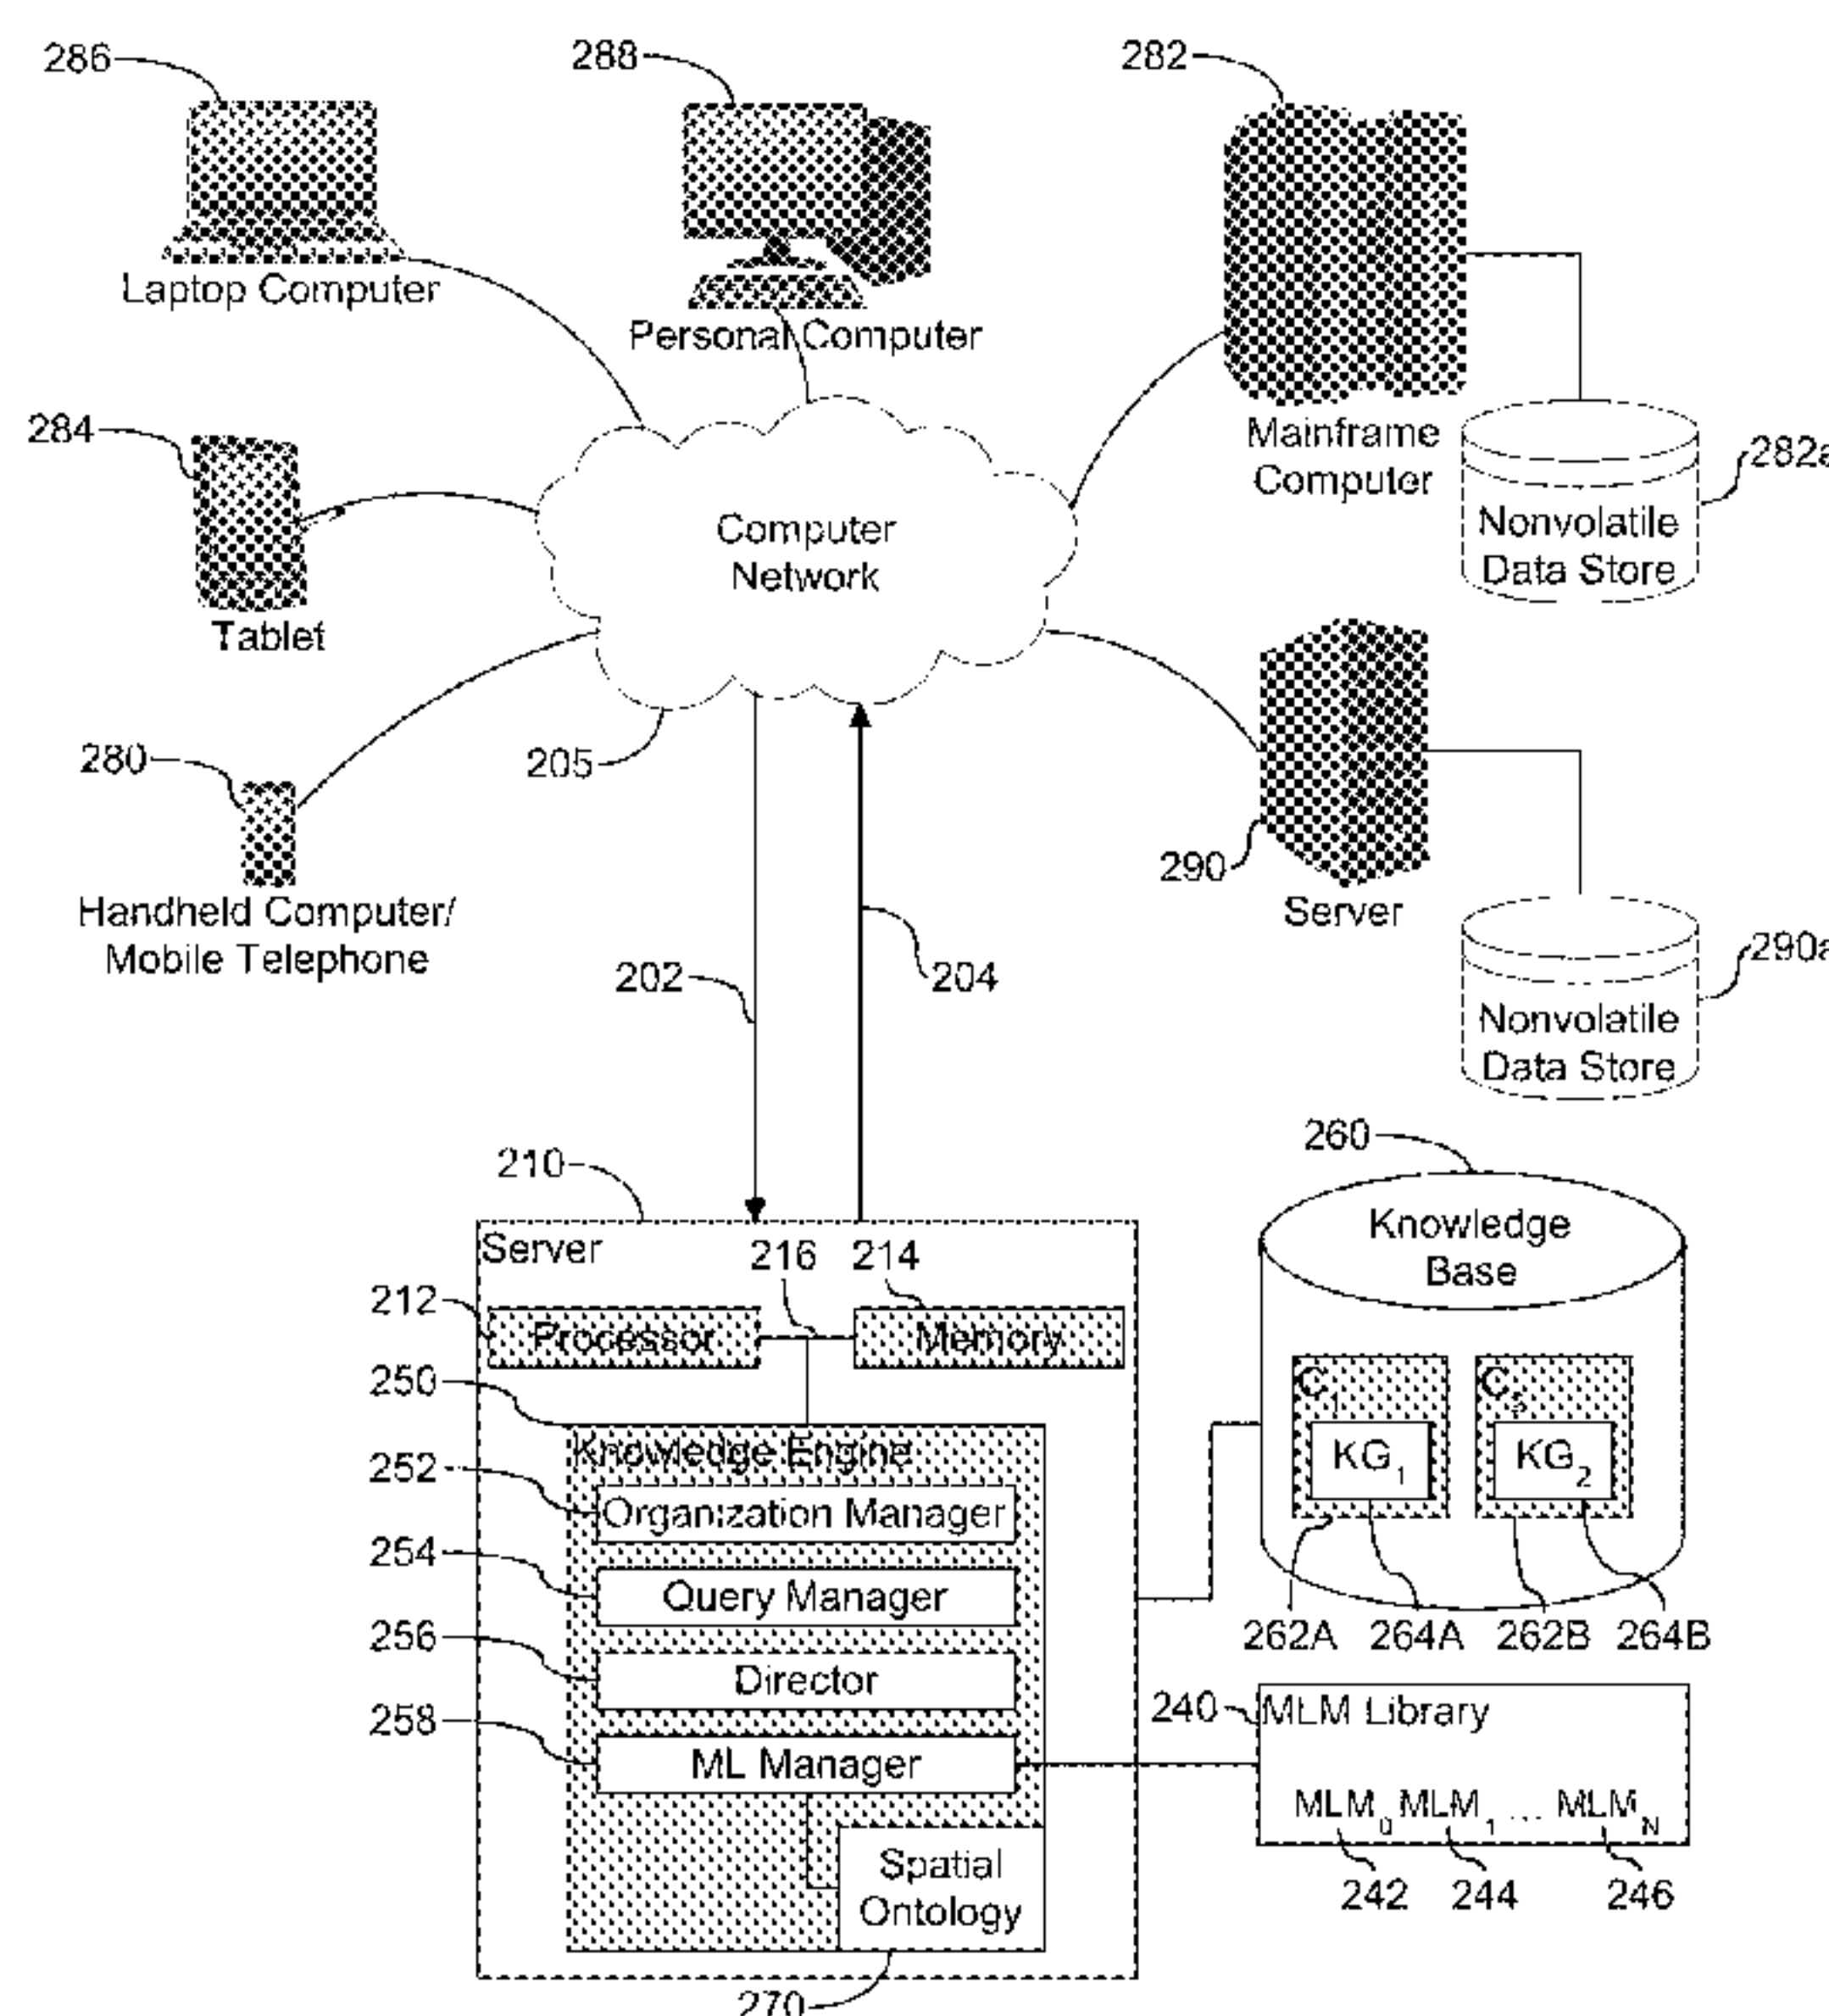 286
288
282
Laptop Computer
Personal Computer
Mainframe
Computer
282a
Nonvolatile
Data Store
284
Tablet
Computer
Network
280
205
290
Server
Handheld Computer/
Mobile Telephone
290a
Nonvolatile
Data Store
202
204
210
260
Server
216
214
Knowledge
Base
212
Processor
Memory
250
Knowledge Engine
C1
KG1
KG2
252
Organization Manager
254
Query Manager
262A
264A
262B
264B
256
Director
240
MLM Library
258
ML Manager
MLM0 MLM1 ... MLMN
242
244
246
Spatial
Ontology
270